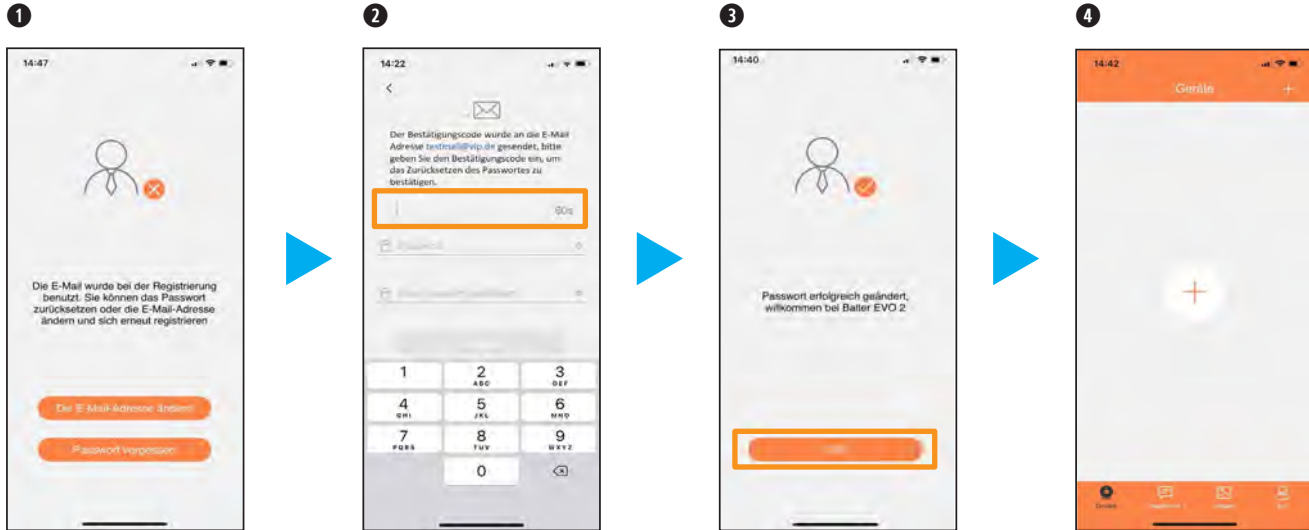 ❶
14:47
Die E-Mail wurde bei der Registrierung
benutzt. Sie können das Passwort
zurücksetzen oder die E-Mail-Adresse
ändern und sich erneut registrieren
Die E-Mail-Adresse ändern
Passwort vergessen
❷
14:22
Der Bestätigungscode wurde an die E-Mail
Adresse testmail@vip.de gesendet, bitte
geben Sie den Bestätigungscode ein, um
das Zurücksetzen des Passwortes zu
bestätigen.
60s
1
2 ABC
3 DEF
4 GHI
5 JKL
6 MNO
7 PQRS
8 TUV
9 WXYZ
0
❸
14:40
Passwort erfolgreich geändert,
willkommen bei Balter EVO 2
❹
14:42
Geräte